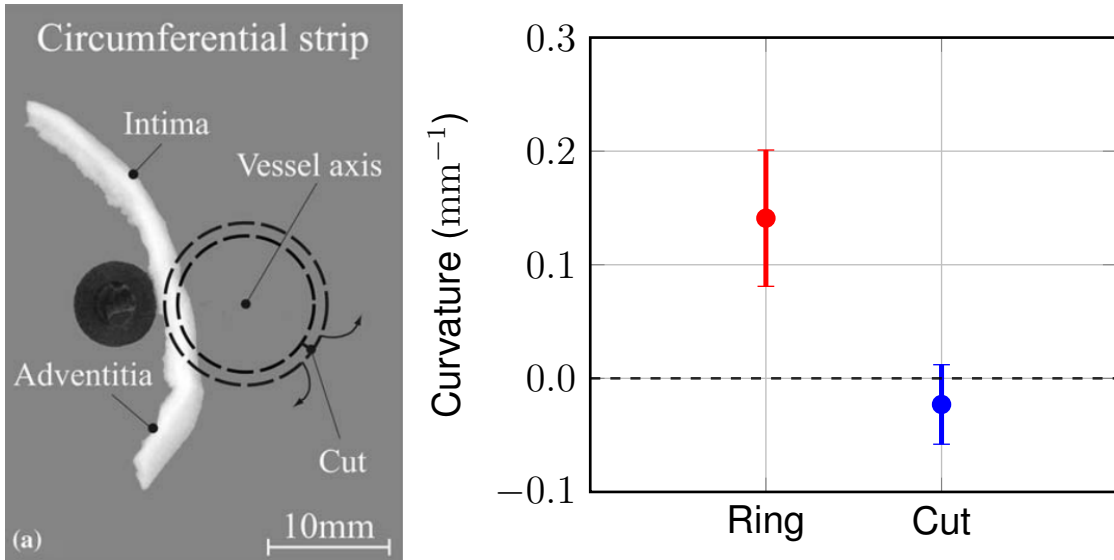 Circumferential strip
Intima
Vessel axis
Adventitia
Cut
(a)
10mm
Curvature (mm⁻¹)
0.3
0.2
0.1
0.0
−0.1
Ring
Cut